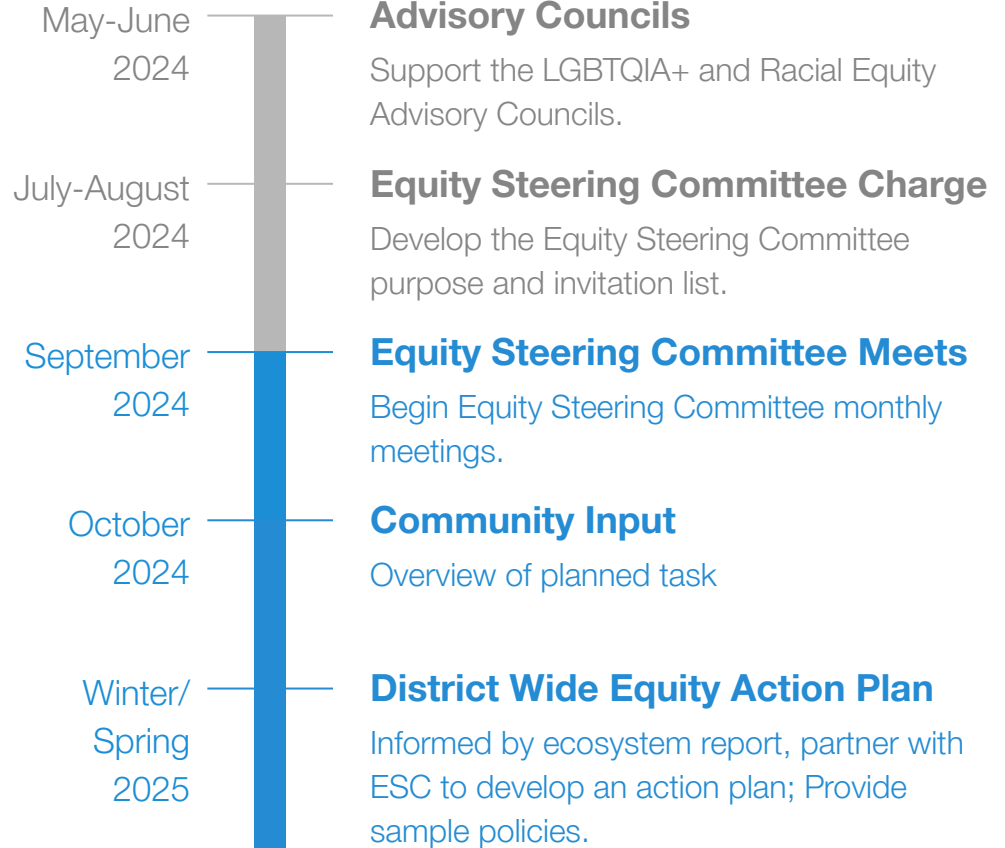 May-June
2024
Advisory Councils
Support the LGBTQIA+ and Racial Equity
Advisory Councils.
July-August
2024
Equity Steering Committee Charge
Develop the Equity Steering Committee
purpose and invitation list.
September
2024
Equity Steering Committee Meets
Begin Equity Steering Committee monthly
meetings.
October
2024
Community Input
Overview of planned task
Winter/
Spring
2025
District Wide Equity Action Plan
Informed by ecosystem report, partner with
ESC to develop an action plan; Provide
sample policies.